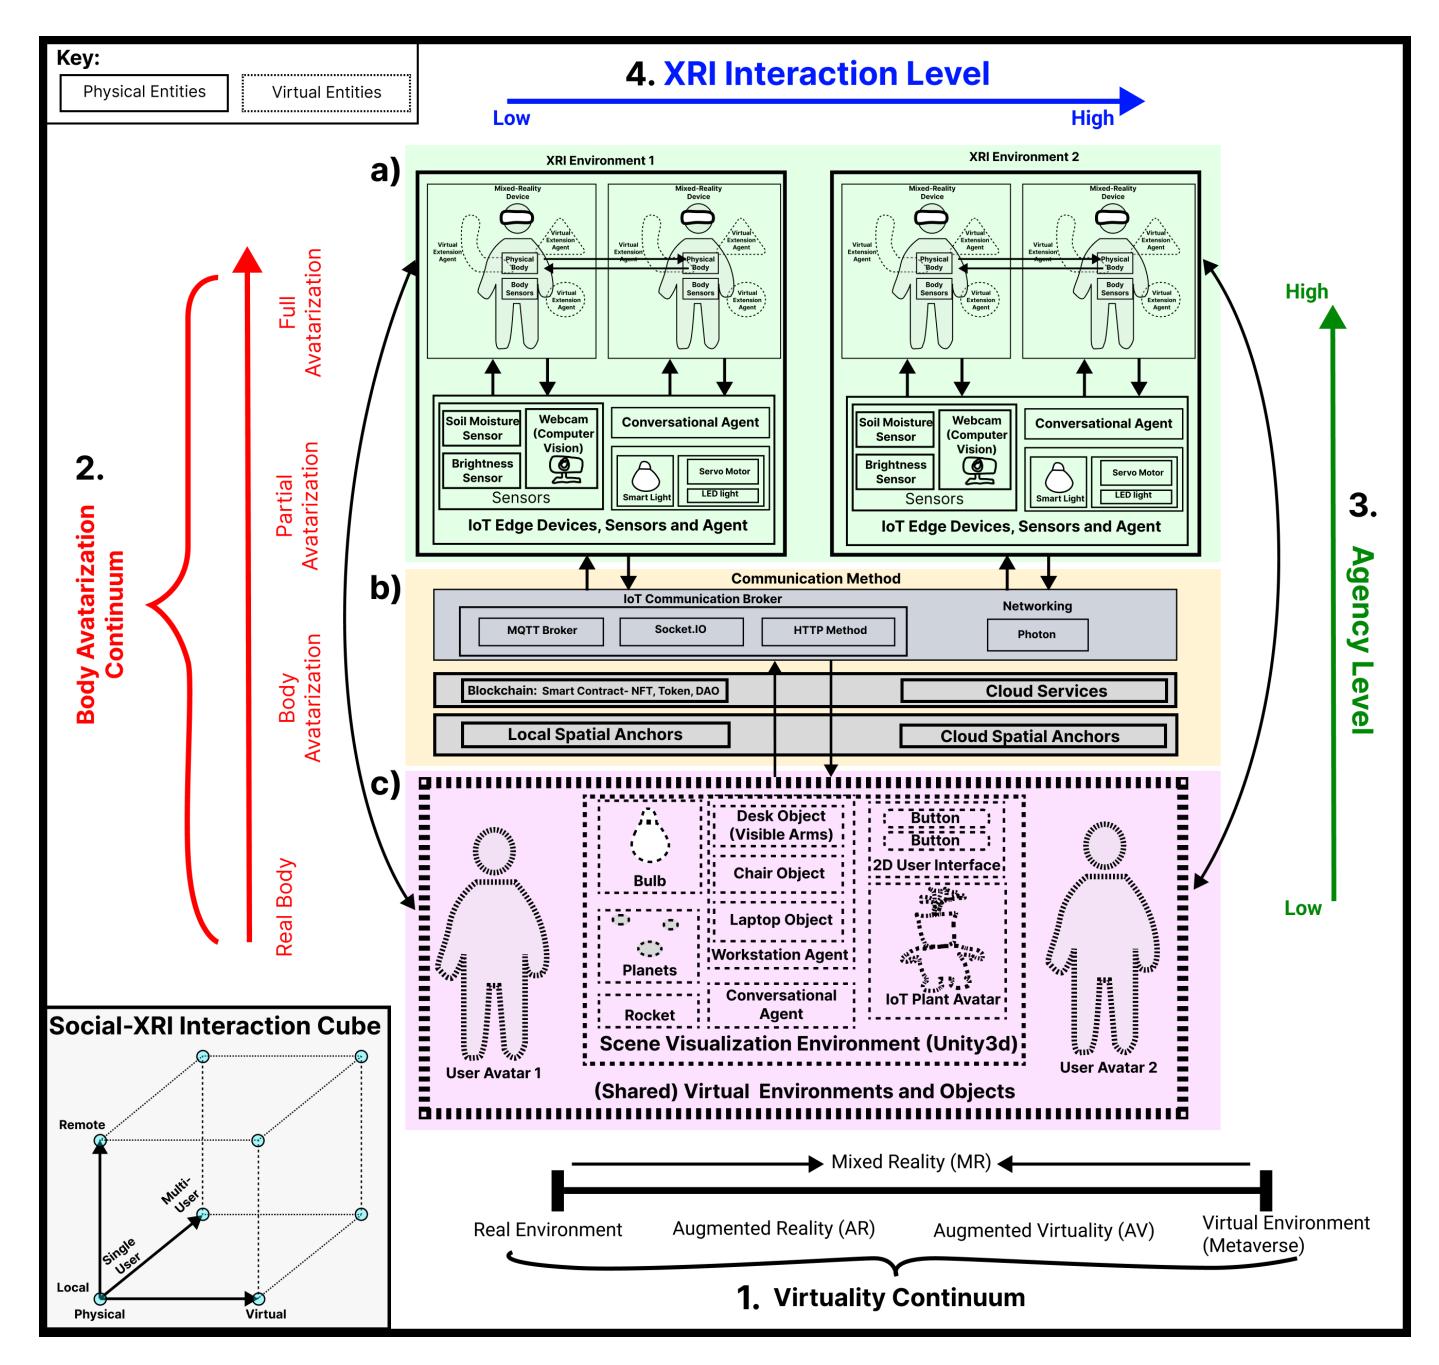 Key:
Physical Entities
Virtual Entities
4. XRI Interaction Level
Low
High
a)
XRI Environment 1
Mixed-Reality
Device
Virtual
Extension
Agent
Virtual
Extension
Agent
Physical
Body
Body
Sensors
Virtual
Extension
Agent
Mixed-Reality
Device
Virtual
Extension
Agent
Virtual
Extension
Agent
Physical
Body
Body
Sensors
Virtual
Extension
Agent
Soil Moisture
Sensor
Brightness
Sensor
Webcam
(Computer
Vision)
Sensors
Conversational Agent
Smart Light
Servo Motor
LED light
IoT Edge Devices, Sensors and Agent
XRI Environment 2
Mixed-Reality
Device
Virtual
Extension
Agent
Virtual
Extension
Agent
Physical
Body
Body
Sensors
Virtual
Extension
Agent
Mixed-Reality
Device
Virtual
Extension
Agent
Virtual
Extension
Agent
Physical
Body
Body
Sensors
Virtual
Extension
Agent
Soil Moisture
Sensor
Brightness
Sensor
Webcam
(Computer
Vision)
Sensors
Conversational Agent
Smart Light
Servo Motor
LED light
IoT Edge Devices, Sensors and Agent
b)
Communication Method
IoT Communication Broker
MQTT Broker
Socket.IO
HTTP Method
Networking
Photon
Blockchain: Smart Contract- NFT, Token, DAO
Cloud Services
Local Spatial Anchors
Cloud Spatial Anchors
c)
User Avatar 1
Bulb
Planets
Rocket
Desk Object
(Visible Arms)
Chair Object
Laptop Object
Workstation Agent
Conversational
Agent
Button
Button
2D User Interface
IoT Plant Avatar
Scene Visualization Environment (Unity3d)
User Avatar 2
(Shared) Virtual Environments and Objects
2.
Body Avatarization
Continuum
Full
Avatarization
Partial
Avatarization
Body
Avatarization
Real Body
3.
Agency Level
High
Low
Social-XRI Interaction Cube
Remote
Multi-
User
Single
User
Local
Physical
Virtual
Mixed Reality (MR)
Real Environment
Augmented Reality (AR)
Augmented Virtuality (AV)
Virtual Environment
(Metaverse)
1. Virtuality Continuum